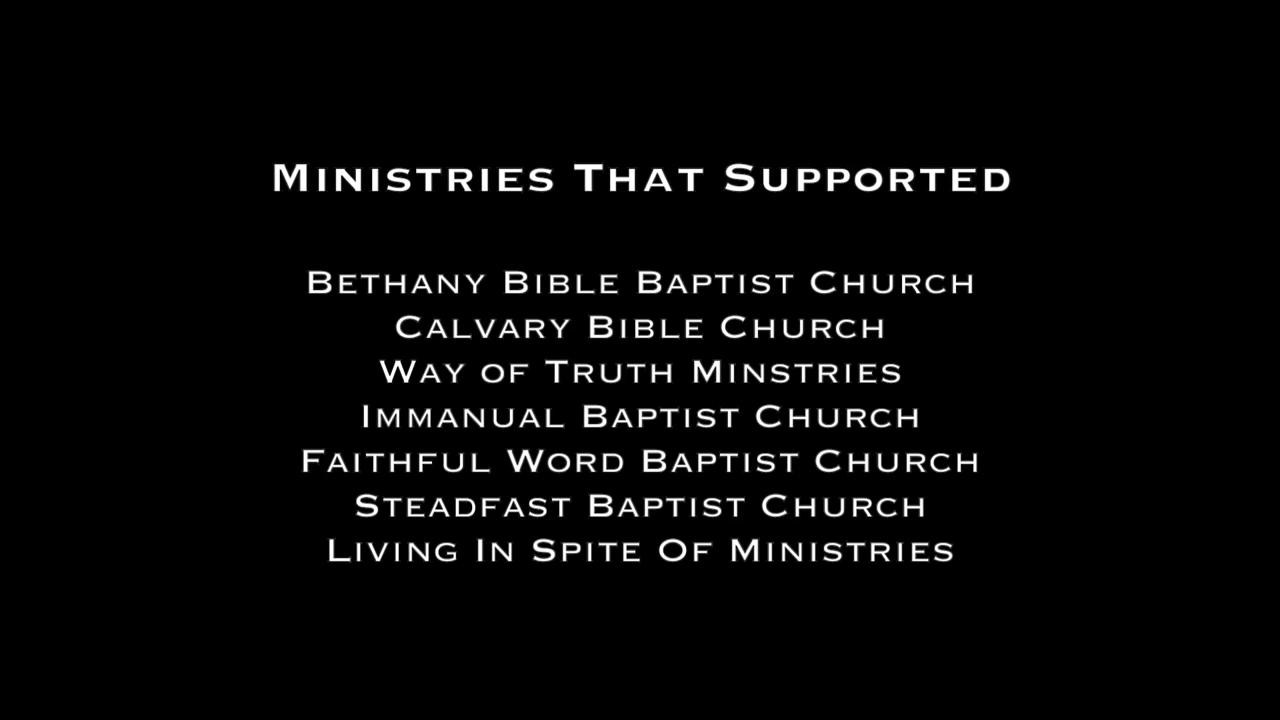 Ministries That Supported
Bethany Bible Baptist Church
Calvary Bible Church
Way of Truth Minstries
Immanual Baptist Church
Faithful Word Baptist Church
Steadfast Baptist Church
Living In Spite Of Ministries